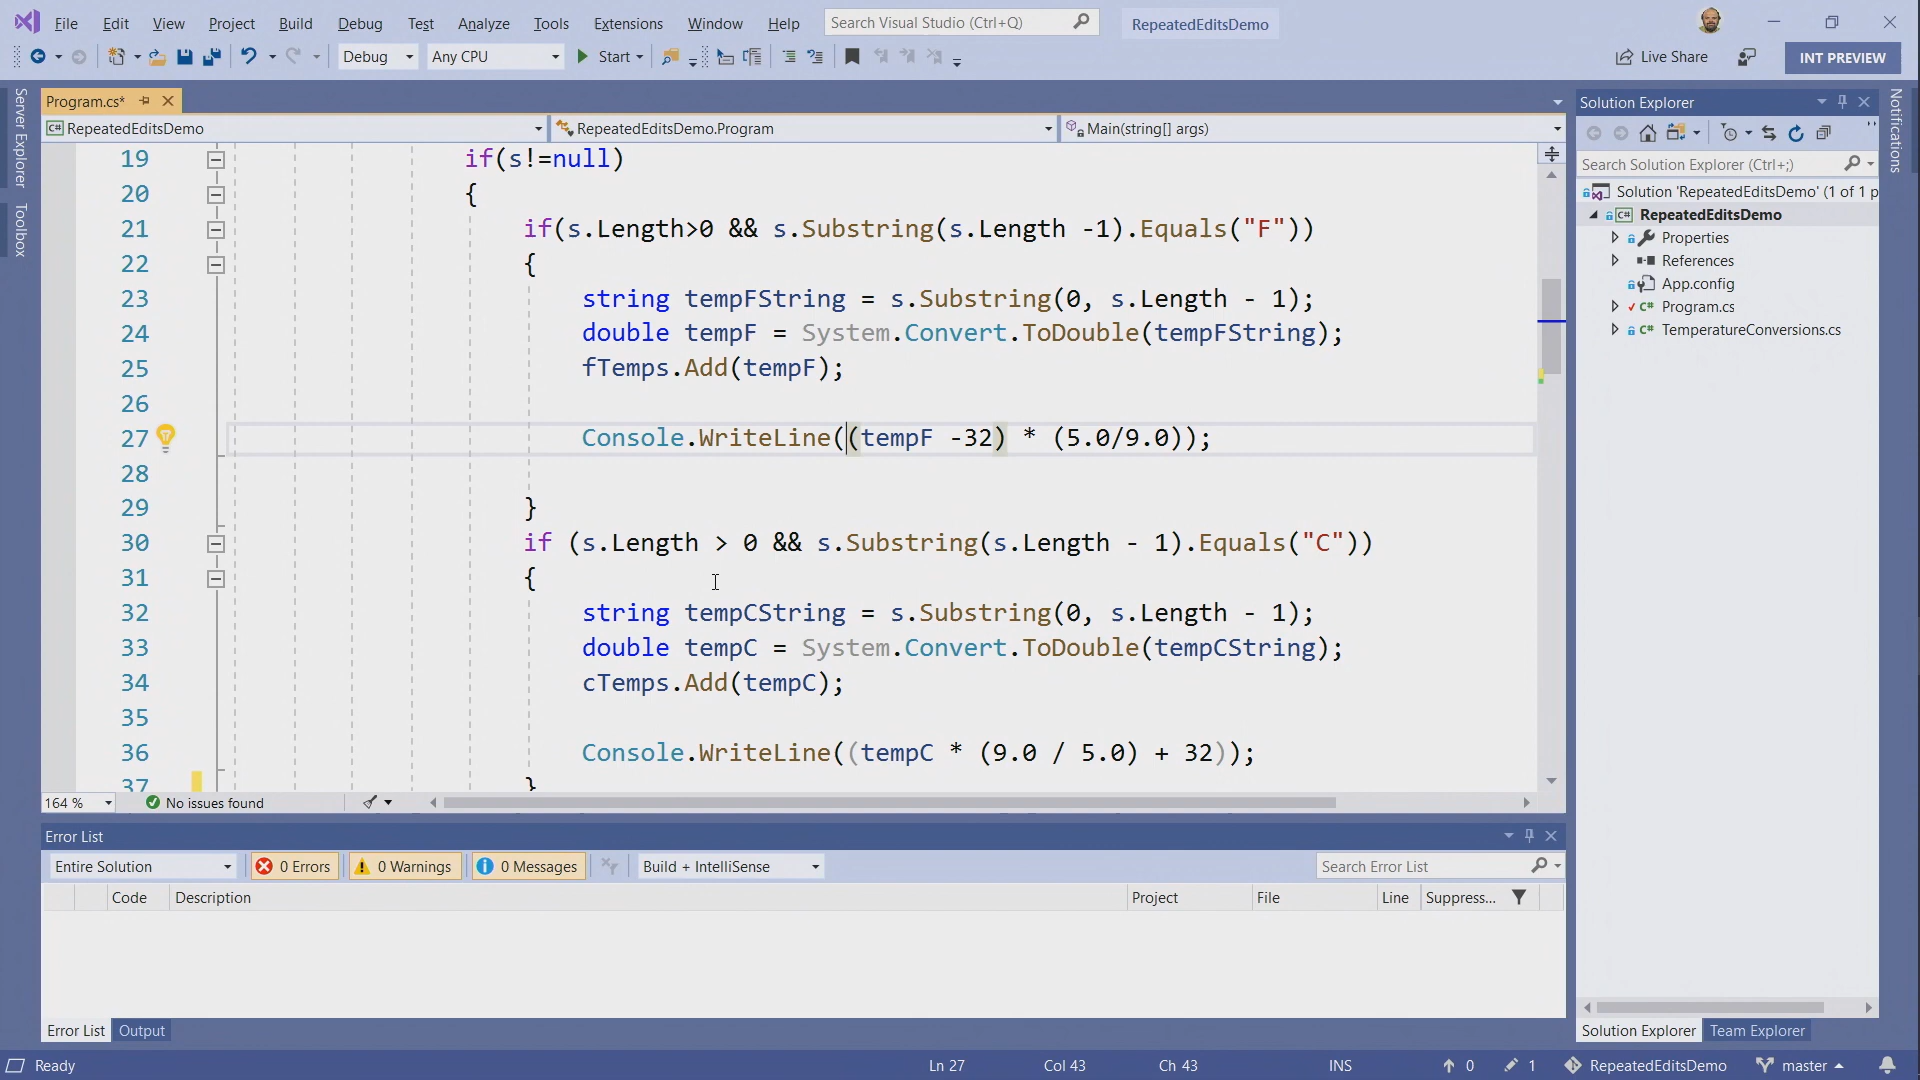 File Edit View Project Build Debug Test Analyze Tools Extensions Window Help Search Visual Studio (Ctrl+Q) RepeatedEditsDemo
Debug Any CPU Start Live Share INT PREVIEW
Server Explorer
Toolbox
Program.cs*
RepeatedEditsDemo RepeatedEditsDemo.Program Main(string[] args)
19 if(s!=null)
20 {
21 if(s.Length>0 && s.Substring(s.Length -1).Equals("F"))
22 {
23 string tempFString = s.Substring(0, s.Length - 1);
24 double tempF = System.Convert.ToDouble(tempFString);
25 fTemps.Add(tempF);
26
27 Console.WriteLine((tempF -32) * (5.0/9.0));
28
29 }
30 if (s.Length > 0 && s.Substring(s.Length - 1).Equals("C"))
31 {
32 string tempCString = s.Substring(0, s.Length - 1);
33 double tempC = System.Convert.ToDouble(tempCString);
34 cTemps.Add(tempC);
35
36 Console.WriteLine((tempC * (9.0 / 5.0) + 32));
37 }
164 % No issues found
Error List
Entire Solution 0 Errors 0 Warnings 0 Messages Build + IntelliSense Search Error List
Code Description Project File Line Suppress...
Error List Output
Solution Explorer
Search Solution Explorer (Ctrl+;)
Solution 'RepeatedEditsDemo' (1 of 1 p
RepeatedEditsDemo
Properties
References
App.config
C# Program.cs
C# TemperatureConversions.cs
Solution Explorer Team Explorer
Notifications
Ready Ln 27 Col 43 Ch 43 INS 0 1 RepeatedEditsDemo master